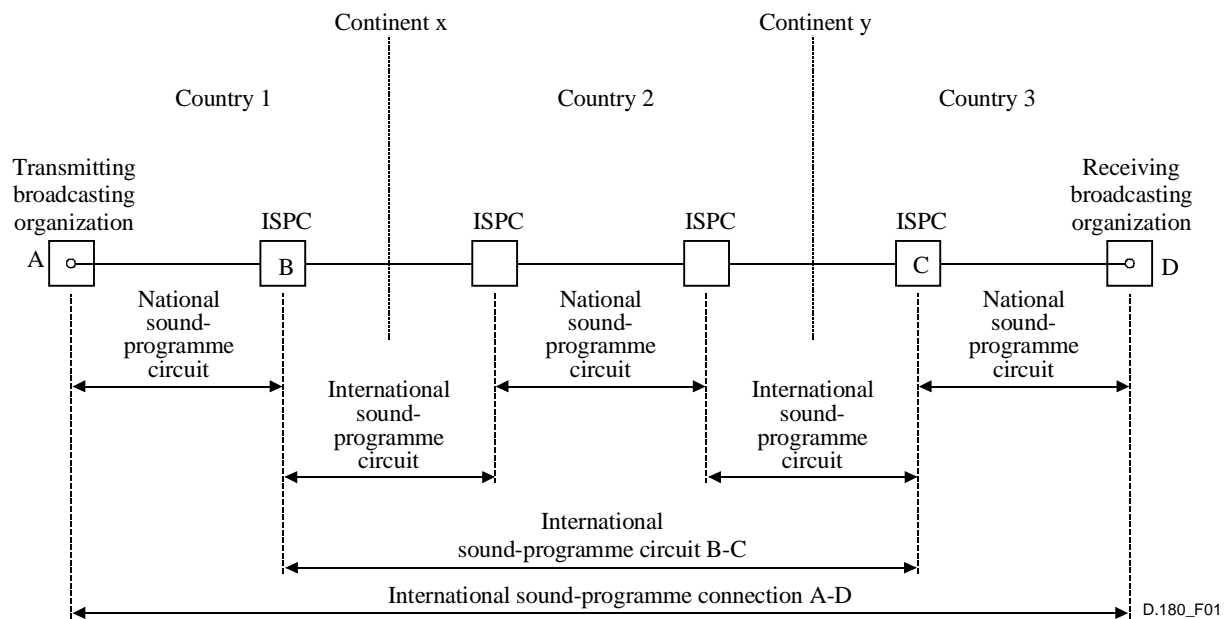 Continent x
Continent y
Country 1
Country 2
Country 3
Transmitting
broadcasting
organization
Receiving
broadcasting
organization
ISPC
ISPC
ISPC
A
B
C
D
National
sound-
programme
circuit
National
sound-
programme
circuit
National
sound-
programme
circuit
International
sound-
programme
circuit
International
sound-
programme
circuit
International
sound-programme circuit B-C
International sound-programme connection A-D
D.180_F01